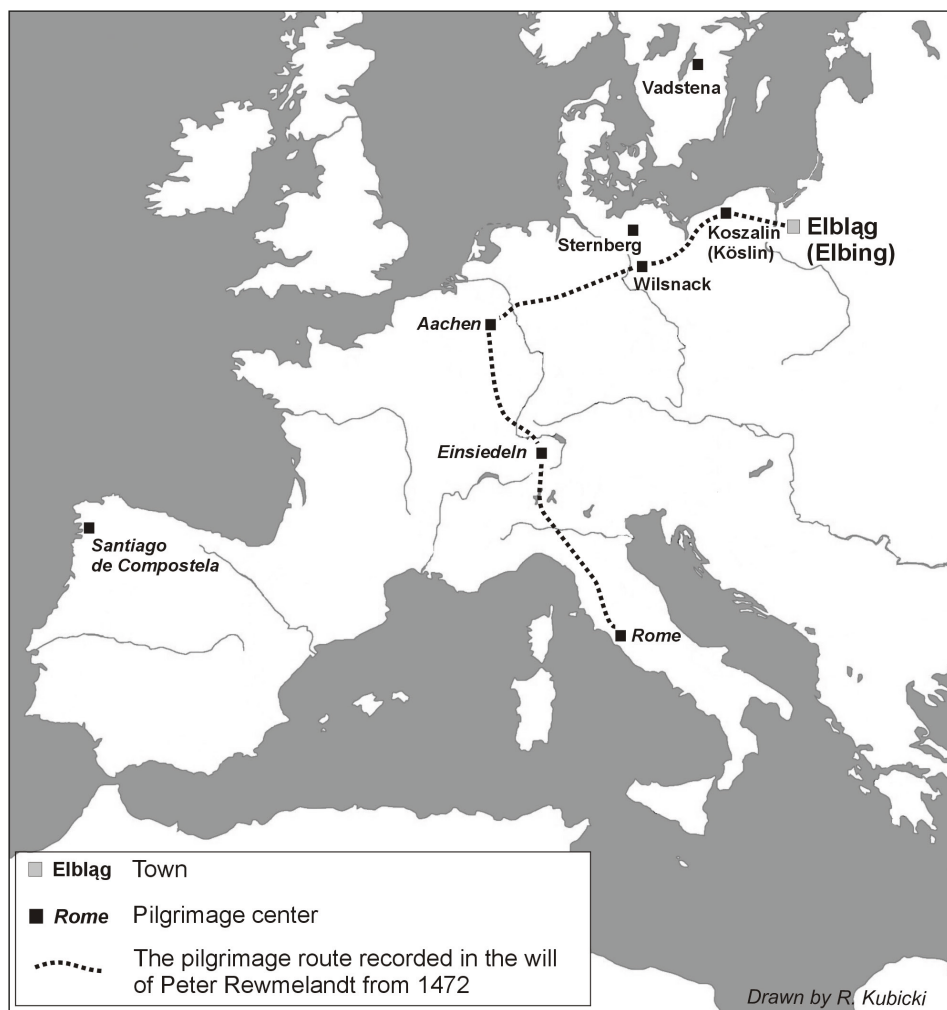 Vadstena
Elbląg
(Elbing)
Koszalin
(Köslin)
Sternberg
Wilsnack
Aachen
Einsiedeln
Santiago
de Compostela
Rome
Elbląg Town
Rome Pilgrimage center
The pilgrimage route recorded in the will
of Peter Rewmelandt from 1472
Drawn by R. Kubicki